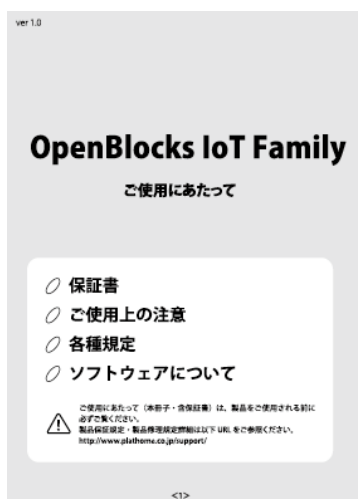 ver 1.0
OpenBlocks IoT Family
ご使用にあたって
保証書
ご使用上の注意
各種規定
ソフトウェアについて
ご使用にあたって（本冊子・含保証書）は、製品をご使用される前に
必ずご覧ください。
製品保証規定・製品修理規定詳細は以下 URL をご参照ください。
http://www.plathome.co.jp/support/
<1>